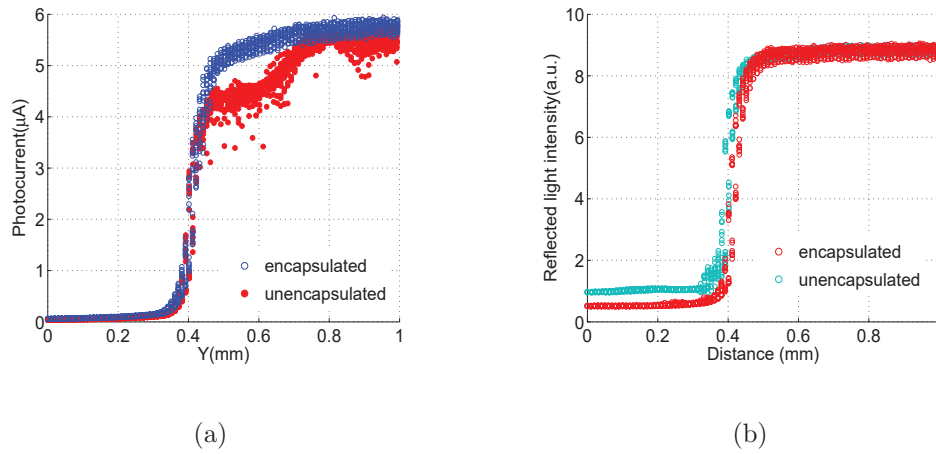 (a)
Photocurrent(µA)
6
5
4
3
2
1
0
encapsulated
unencapsulated
0 0.2 0.4 0.6 0.8 1
Y(mm)
(b)
Reflected light intensity(a.u.)
10
8
6
4
2
0
encapsulated
unencapsulated
0 0.2 0.4 0.6 0.8 1
Distance (mm)